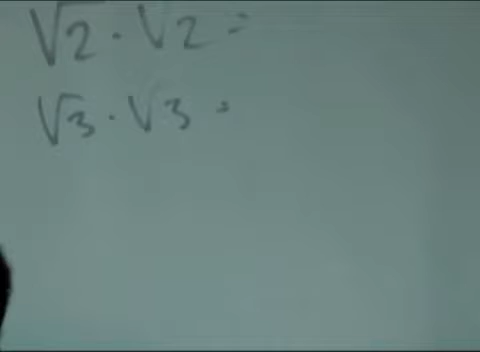 √2 · √2 =
√3 · √3 =